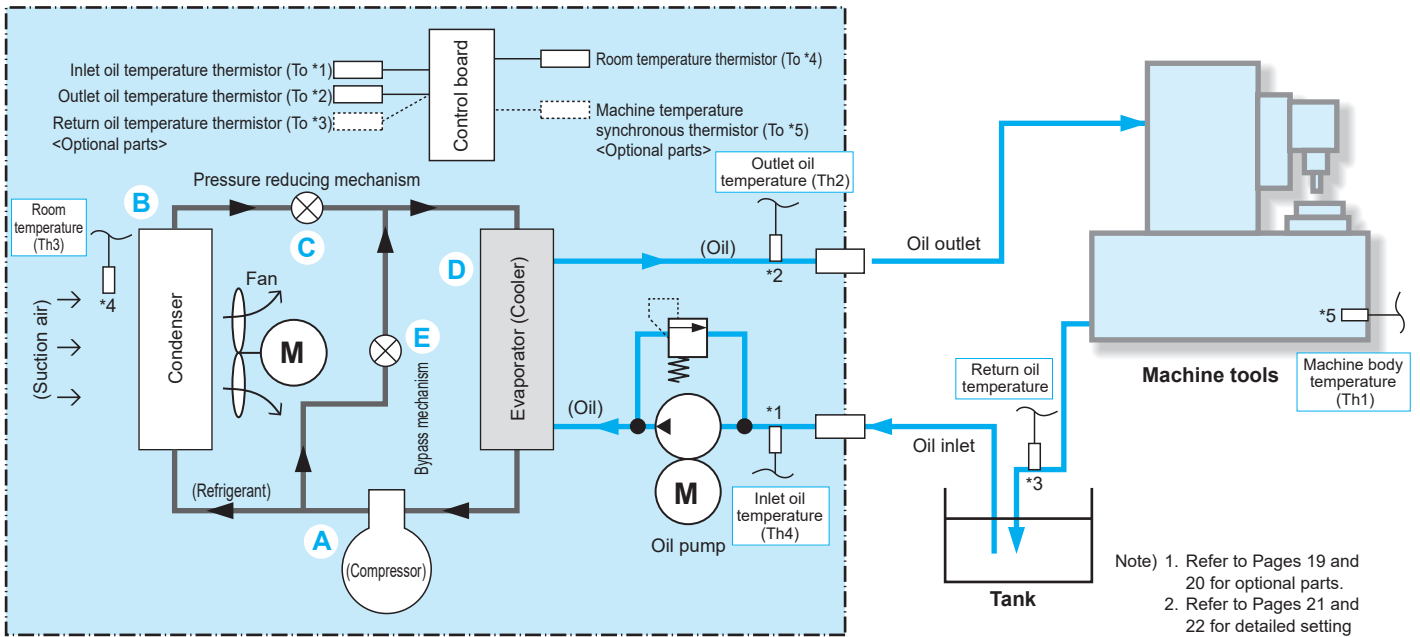 Inlet oil temperature thermistor (To *1)
Outlet oil temperature thermistor (To *2)
Return oil temperature thermistor (To *3)
<Optional parts>
Control board
Room temperature thermistor (To *4)
Machine temperature
synchronous thermistor (To *5)
<Optional parts>
Pressure reducing mechanism
Room
temperature
(Th3)
*4
(Suction air)
B
Condenser
Fan
M
C
E
Bypass mechanism
D
Evaporator (Cooler)
(Refrigerant)
A
(Compressor)
Outlet oil
temperature (Th2)
(Oil)
*2
Oil outlet
(Oil)
*1
M
Oil pump
Inlet oil
temperature
(Th4)
Oil inlet
Return oil
temperature
*3
Tank
*5
Machine tools
Machine body
temperature
(Th1)
Note) 1. Refer to Pages 19 and
20 for optional parts.
2. Refer to Pages 21 and
22 for detailed setting